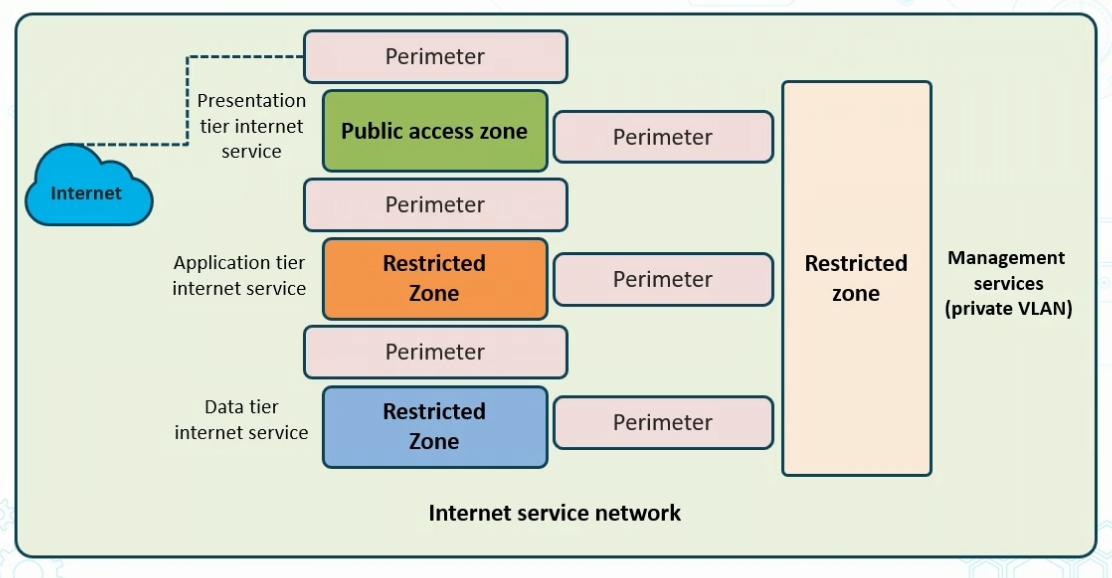 Perimeter
Presentation
tier internet
service
Public access zone
Perimeter
Internet
Perimeter
Application tier
internet service
Restricted
Zone
Perimeter
Restricted
zone
Management
services
(private VLAN)
Perimeter
Data tier
internet service
Restricted
Zone
Perimeter
Internet service network